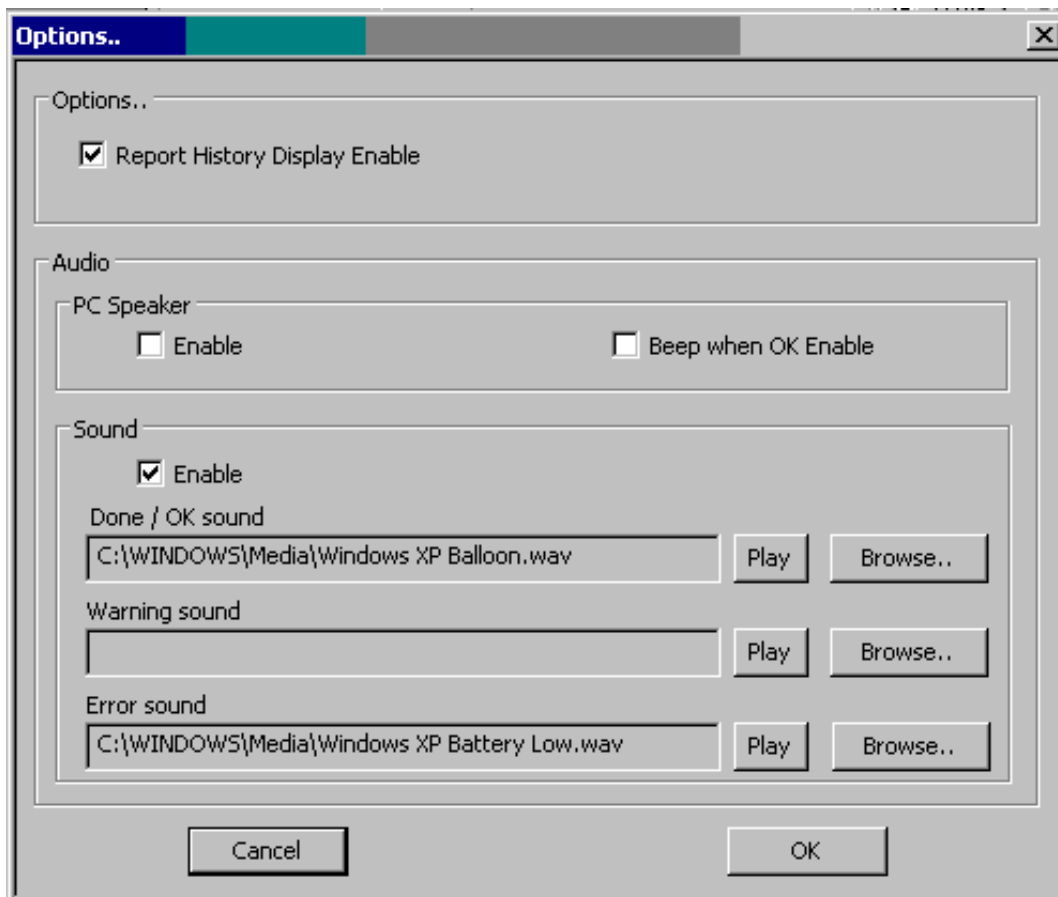 Options..
Options..
Report History Display Enable
Audio
PC Speaker
Enable
Beep when OK Enable
Sound
Enable
Done / OK sound
C:\WINDOWS\Media\Windows XP Balloon.wav
Play
Browse..
Warning sound
Play
Browse..
Error sound
C:\WINDOWS\Media\Windows XP Battery Low.wav
Play
Browse..
Cancel
OK